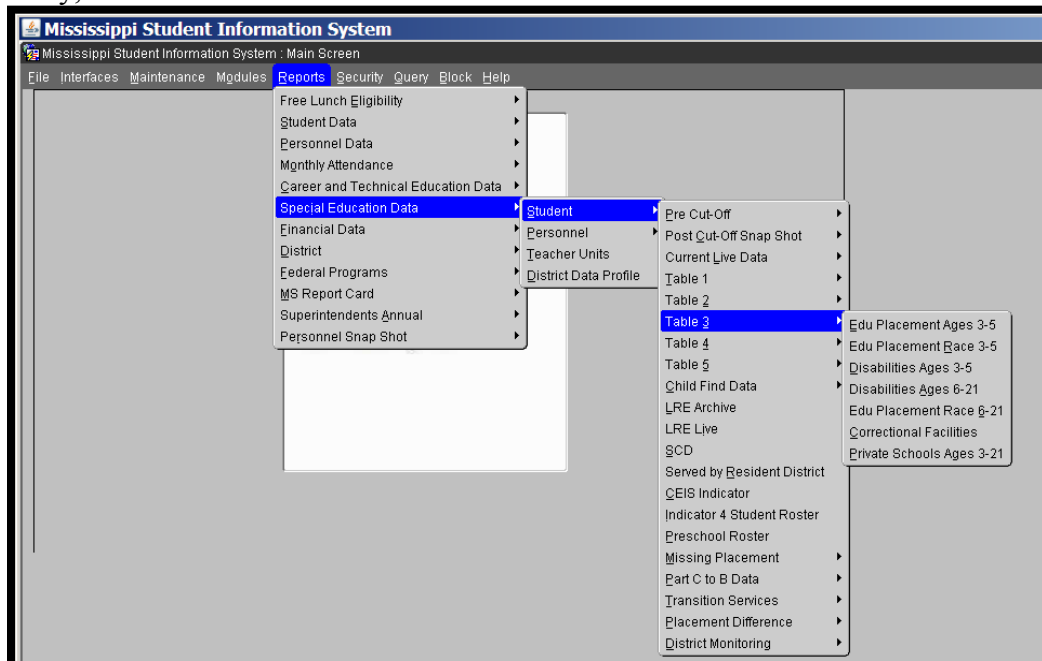 Mississippi Student Information System
Mississippi Student Information System : Main Screen
File Interfaces Maintenance Modules Reports Security Query Block Help
Free Lunch Eligibility
Student Data
Personnel Data
Monthly Attendance
Career and Technical Education Data
Special Education Data
Financial Data
District
Federal Programs
MS Report Card
Superintendents Annual
Personnel Snap Shot
Student
Personnel
Teacher Units
District Data Profile
Pre Cut-Off
Post Cut-Off Snap Shot
Current Live Data
Table 1
Table 2
Table 3
Table 4
Table 5
Child Find Data
LRE Archive
LRE Live
SCD
Served by Resident District
CEIS Indicator
Indicator 4 Student Roster
Preschool Roster
Missing Placement
Part C to B Data
Transition Services
Placement Difference
District Monitoring
Edu Placement Ages 3-5
Edu Placement Race 3-5
Disabilities Ages 3-5
Disabilities Ages 6-21
Edu Placement Race 6-21
Correctional Facilities
Private Schools Ages 3-21